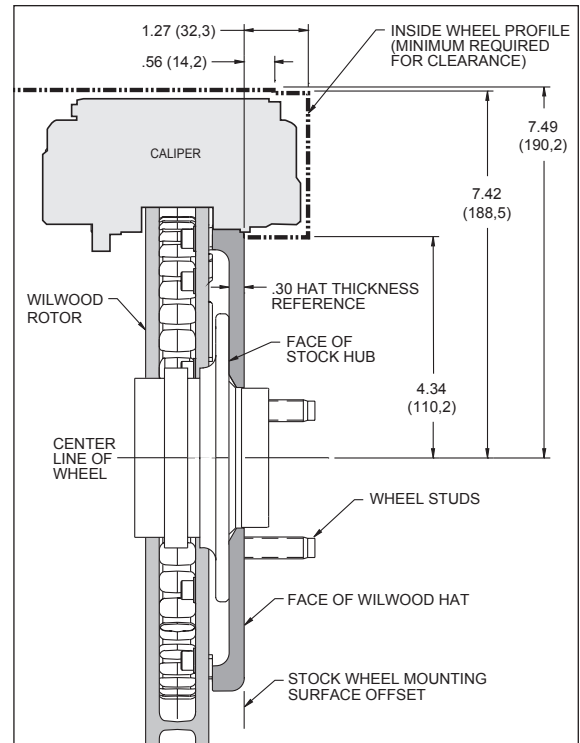 1.27 (32,3)
.56 (14,2)
INSIDE WHEEL PROFILE
(MINIMUM REQUIRED
FOR CLEARANCE)
7.49
(190,2)
CALIPER
7.42
(188,5)
.30 HAT THICKNESS
REFERENCE
WILWOOD
ROTOR
FACE OF
STOCK HUB
4.34
(110,2)
CENTER
LINE OF
WHEEL
WHEEL STUDS
FACE OF WILWOOD HAT
STOCK WHEEL MOUNTING
SURFACE OFFSET